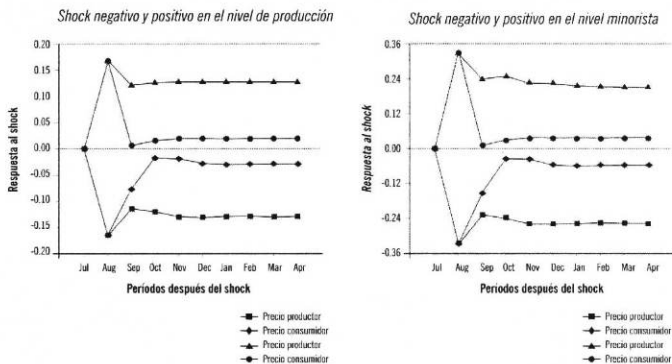 Shock negativo y positivo en el nivel de producción
Respuesta al shock
0.20
0.15
0.10
0.05
0.00
-0.05
-0.10
-0.15
-0.20
Jul Aug Sep Oct Nov Dec Jan Feb Mar Apr
Períodos después del shock
Precio productor
Precio consumidor
Precio productor
Precio consumidor
Shock negativo y positivo en el nivel minorista
Respuesta al shock
0.36
0.24
0.12
0.00
-0.12
-0.24
-0.36
Jul Aug Sep Oct Nov Dec Jan Feb Mar Apr
Períodos después del shock
Precio productor
Precio consumidor
Precio productor
Precio consumidor